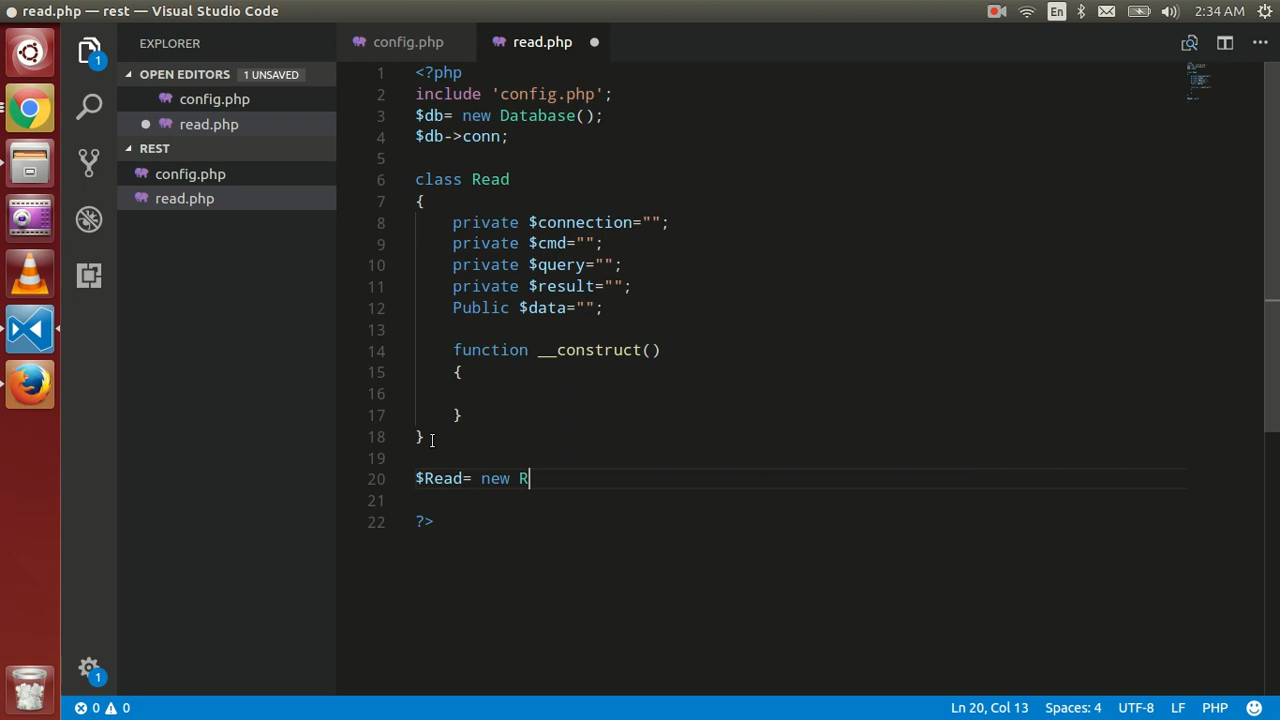 read.php — rest — Visual Studio Code
En
2:34 AM
EXPLORER
OPEN EDITORS 1 UNSAVED
config.php
read.php
REST
config.php
read.php
1
1
config.php
read.php
1 <?php
2 include 'config.php';
3 $db= new Database();
4 $db->conn;
5
6 class Read
7 {
8 private $connection="";
9 private $cmd="";
10 private $query="";
11 private $result="";
12 Public $data="";
13
14 function __construct()
15 {
16
17 }
18 }
19
20 $Read= new R
21
22 ?>
0 0
Ln 20, Col 13
Spaces: 4
UTF-8
LF
PHP